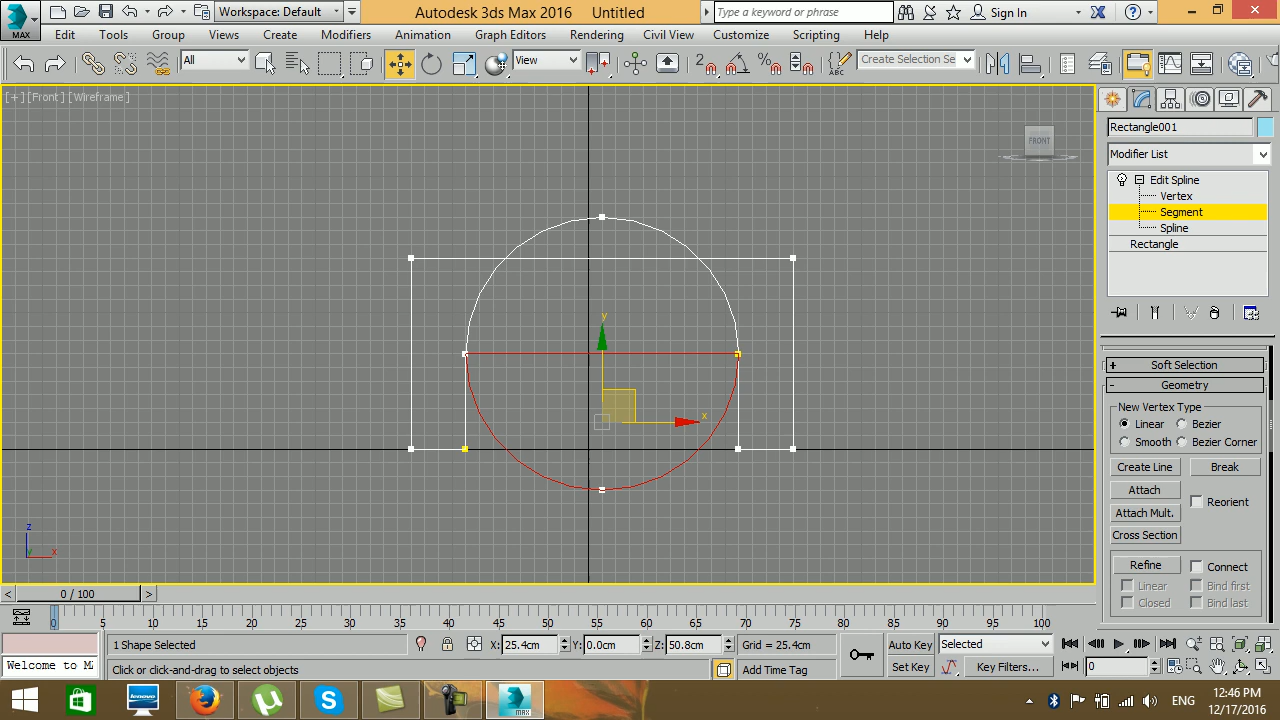 MAX
Workspace: Default
Autodesk 3ds Max 2016 Untitled
Type a keyword or phrase
Sign In
Edit Tools Group Views Create Modifiers Animation Graph Editors Rendering Civil View Customize Scripting Help
All
View
2
ABC
Create Selection Se
[+] [Front] [Wireframe ]
FRONT
y
x
z
y x
Rectangle001
Modifier List
Edit Spline
Vertex
Segment
Spline
Rectangle
+ Soft Selection
- Geometry
New Vertex Type
Linear Bezier
Smooth Bezier Corner
Create Line Break
Attach
Reorient
Attach Mult.
Cross Section
Refine Connect
Linear Bind first
Closed Bind last
< 0 / 100 >
0 5 10 15 20 25 30 35 40 45 50 55 60 65 70 75 80 85 90 95 100
1 Shape Selected
X: 25.4cm Y: 0.0cm Z: 50.8cm Grid = 25.4cm
Auto Key Selected
Welcome to M
Click or click-and-drag to select objects
Add Time Tag
Set Key Key Filters... 0
lenovo
MAX
ENG
12:46 PM
12/17/2016